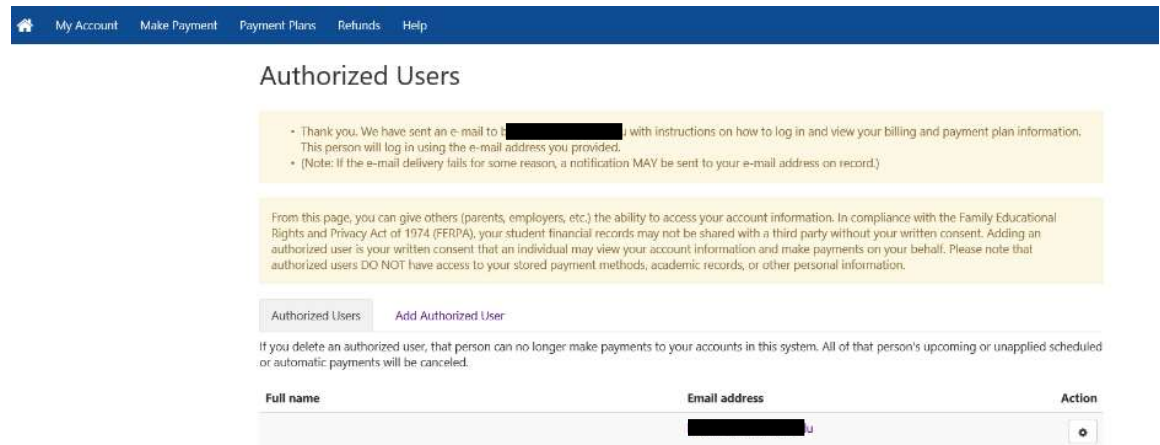 My Account Make Payment Payment Plans Refunds Help
Authorized Users
• Thank you. We have sent an e-mail to b u with instructions on how to log in and view your billing and payment plan information.
This person will log in using the e-mail address you provided.
• (Note: If the e-mail delivery fails for some reason, a notification MAY be sent to your e-mail address on record.)
From this page, you can give others (parents, employers, etc.) the ability to access your account information. In compliance with the Family Educational
Rights and Privacy Act of 1974 (FERPA), your student financial records may not be shared with a third party without your written consent. Adding an
authorized user is your written consent that an individual may view your account information and make payments on your behalf. Please note that
authorized users DO NOT have access to your stored payment methods, academic records, or other personal information.
Authorized Users Add Authorized User
If you delete an authorized user, that person can no longer make payments to your accounts in this system. All of that person's upcoming or unapplied scheduled
or automatic payments will be canceled.
Full name Email address Action
lu